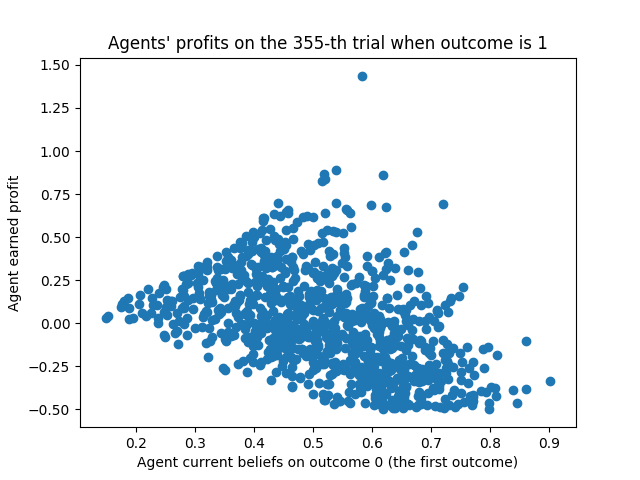 Agents' profits on the 355-th trial when outcome is 1
Agent earned profit
1.50
1.25
1.00
0.75
0.50
0.25
0.00
−0.25
−0.50
0.2 0.3 0.4 0.5 0.6 0.7 0.8 0.9
Agent current beliefs on outcome 0 (the first outcome)